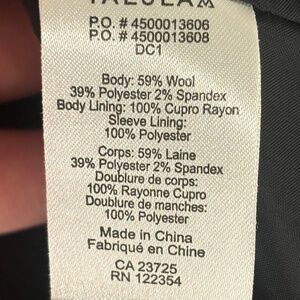 P.O. # 4500013606
P.O. # 4500013608
DC1
Body: 59% Wool
39% Polyester 2% Spandex
Body Lining: 100% Cupro Rayon
Sleeve Lining:
100% Polyester
Corps: 59% Laine
39% Polyester 2% Spandex
Doublure de corps:
100% Rayonne Cupro
Doublure de manches:
100% Polyester
Made in China
Fabriqué en Chine
CA 23725
RN 122354